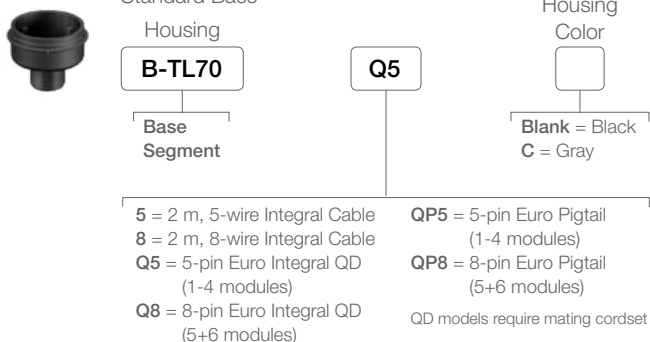 Standard Base
Housing
B-TL70
Q5
Housing
Color
Base
Segment
Blank = Black
C = Gray
5 = 2 m, 5-wire Integral Cable
8 = 2 m, 8-wire Integral Cable
Q5 = 5-pin Euro Integral QD
(1-4 modules)
Q8 = 8-pin Euro Integral QD
(5+6 modules)
QP5 = 5-pin Euro Pigtail
(1-4 modules)
QP8 = 8-pin Euro Pigtail
(5+6 modules)
QD models require mating cordset